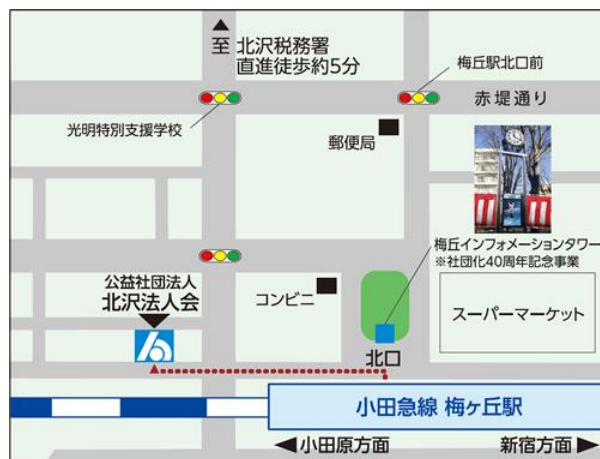 至 北沢税務署
直進徒歩約5分
梅丘駅北口前
赤堤通り
光明特別支援学校
郵便局
梅丘インフォメーションタワー
※社団化40周年記念事業
公益社団法人
北沢法人会
コンビニ
スーパーマーケット
北口
小田急線 梅ヶ丘駅
◀小田原方面
新宿方面▶